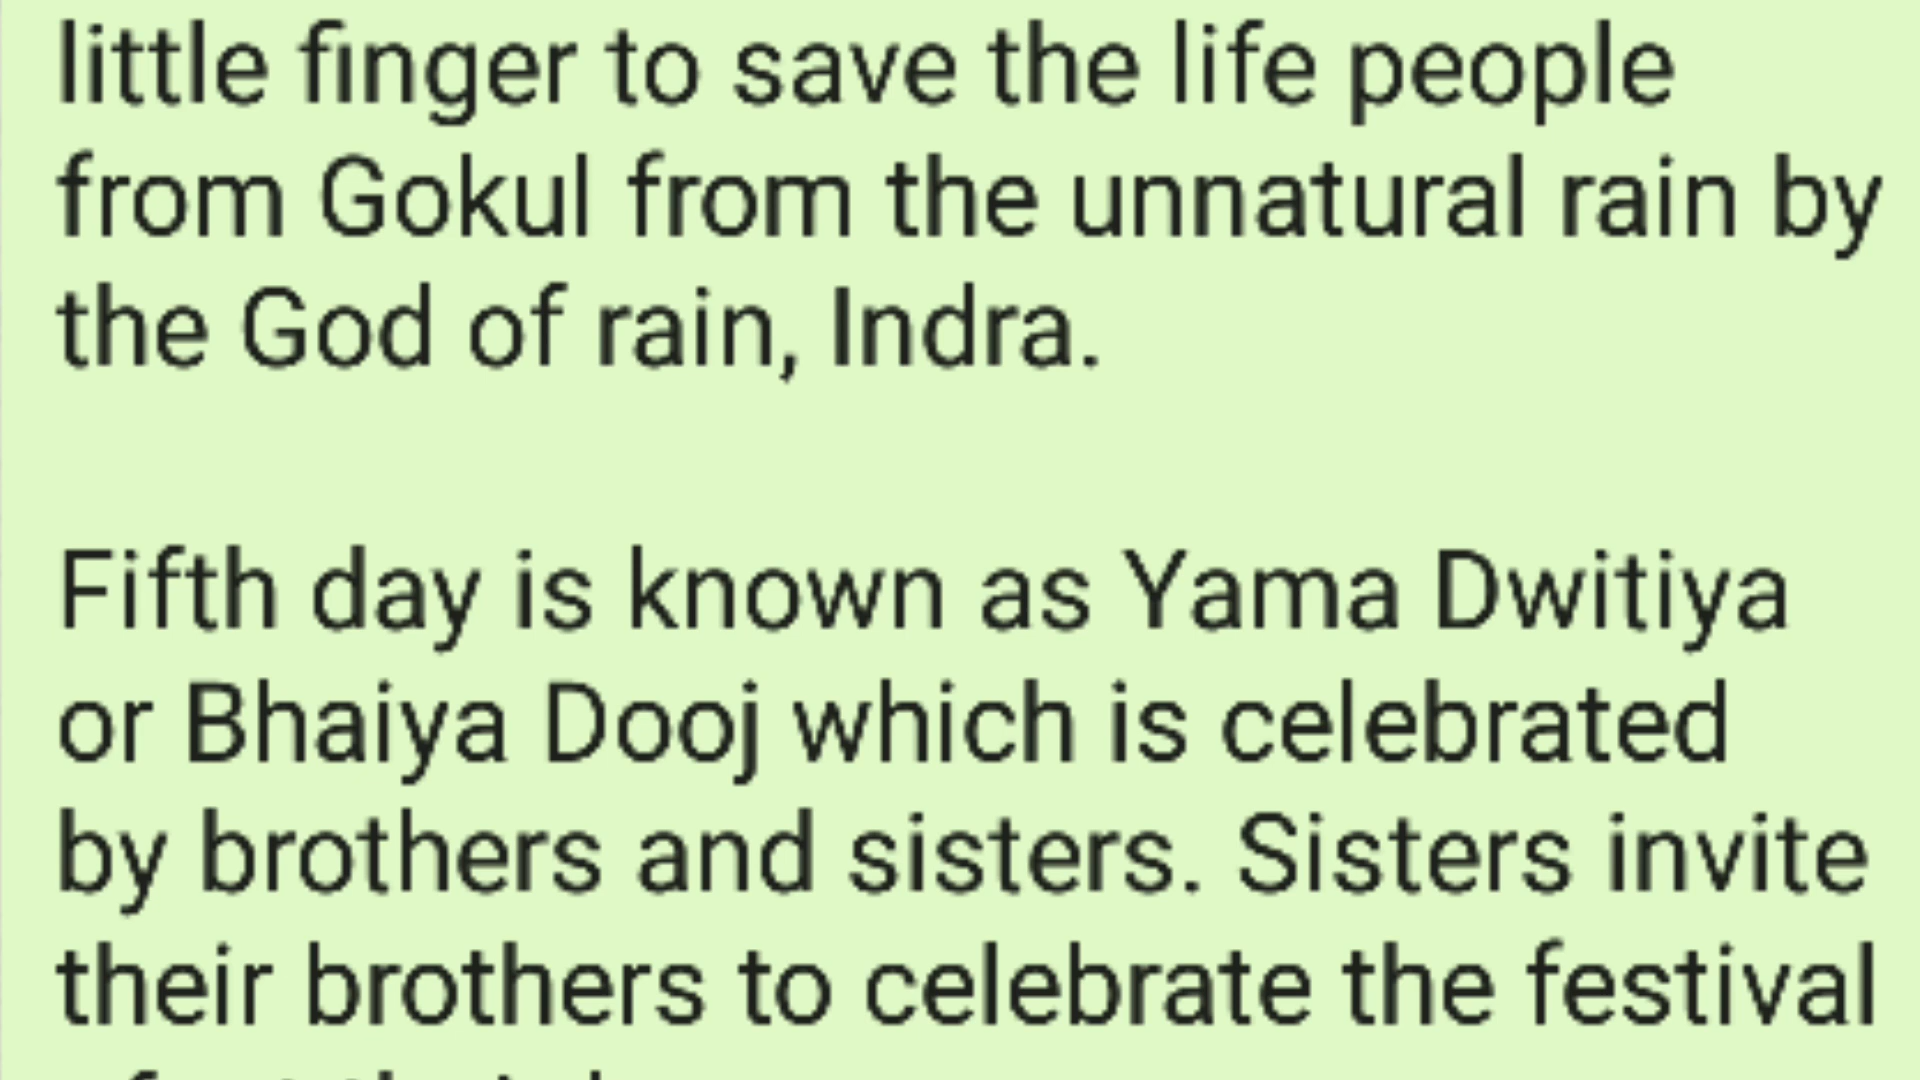 little finger to save the life people
from Gokul from the unnatural rain by
the God of rain, Indra.
Fifth day is known as Yama Dwitiya
or Bhaiya Dooj which is celebrated
by brothers and sisters. Sisters invite
their brothers to celebrate the festival